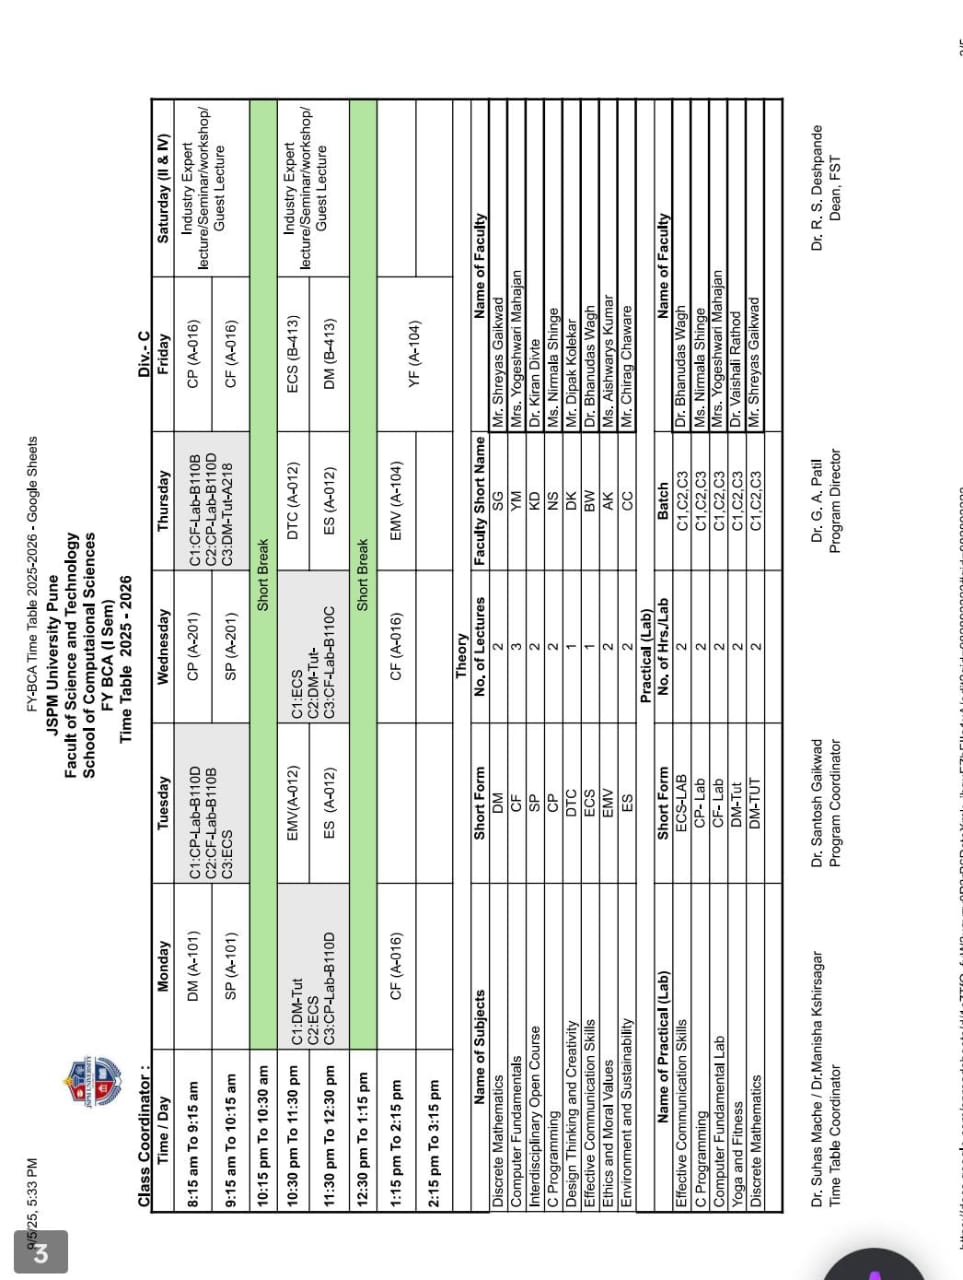 9/5/25, 5:33 PM
FY-BCA Time Table 2025-2026 - Google Sheets
JSPM UNIVERSITY
JSPM University Pune
Facult of Science and Technology
School of Computaional Sciences
FY BCA (I Sem)
Time Table 2025 - 2026
Class Coordinator : Div.- C
Time / Day Monday Tuesday Wednesday Thursday Friday Saturday (II & IV)
8:15 am To 9:15 am DM (A-101) CP (A-201) CP (A-016)
9:15 am To 10:15 am SP (A-101) SP (A-201) CF (A-016)
C1:CP-Lab-B110D
C2:CF-Lab-B110B
C3:ECS
C1:CF-Lab-B110B
C2:CP-Lab-B110D
C3:DM-Tut-A218
Industry Expert
lecture/Seminar/workshop/
Guest Lecture
10:15 pm To 10:30 am Short Break
10:30 pm To 11:30 pm EMV(A-012) DTC (A-012) ECS (B-413)
11:30 pm To 12:30 pm ES (A-012) ES (A-012) DM (B-413)
C1:DM-Tut
C2:ECS
C3:CP-Lab-B110D
C1:ECS
C2:DM-Tut-
C3:CF-Lab-B110C
Industry Expert
lecture/Seminar/workshop/
Guest Lecture
12:30 pm To 1:15 pm Short Break
1:15 pm To 2:15 pm CF (A-016) CF (A-016) EMV (A-104)
YF (A-104)
2:15 pm To 3:15 pm
Theory
Name of Subjects Short Form No. of Lectures Faculty Short Name Name of Faculty
Discrete Mathematics DM 2 SG Mr. Shreyas Gaikwad
Computer Fundamentals CF 3 YM Mrs. Yogeshwari Mahajan
Interdisciplinary Open Course SP 2 KD Dr. Kiran Divte
C Programming CP 2 NS Ms. Nirmala Shinge
Design Thinking and Creativity DTC 1 DK Mr. Dipak Kolekar
Effective Communication Skills ECS 1 BW Dr. Bhanudas Wagh
Ethics and Moral Values EMV 2 AK Ms. Aishwarys Kumar
Environment and Sustainability ES 2 CC Mr. Chirag Chaware
Practical (Lab)
Name of Practical (Lab) Short Form No. of Hrs./Lab Batch Name of Faculty
Effective Communication Skills ECS-LAB 2 C1,C2,C3 Dr. Bhanudas Wagh
C Programming CP- Lab 2 C1,C2,C3 Ms. Nirmala Shinge
Computer Fundamental Lab CF- Lab 2 C1,C2,C3 Mrs. Yogeshwari Mahajan
Yoga and Fitness DM-Tut 2 C1,C2,C3 Dr. Vaishali Rathod
Discrete Mathematics DM-TUT 2 C1,C2,C3 Mr. Shreyas Gaikwad
Dr. Suhas Mache / Dr.Manisha Kshirsagar Dr. Santosh Gaikwad Dr. G. A. Patil Dr. R. S. Deshpande
Time Table Coordinator Program Coordinator Program Director Dean, FST
3